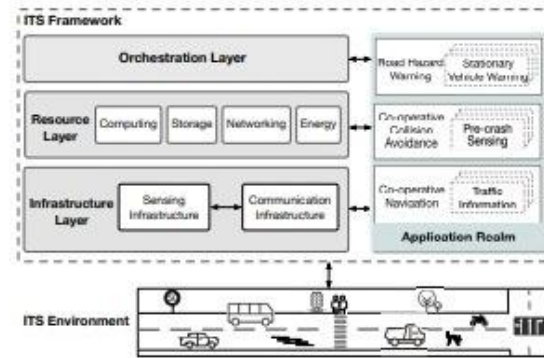 ITS Framework
Orchestration Layer
Road Hazard
Warning
Stationary
Vehicle Warning
Resource
Layer
Computing
Storage
Networking
Energy
Co-operative
Collision
Avoidance
Pre-crash
Sensing
Infrastructure
Layer
Sensing
Infrastructure
Communication
Infrastructure
Co-operative
Navigation
Traffic
Information
Application Realm
ITS Environment